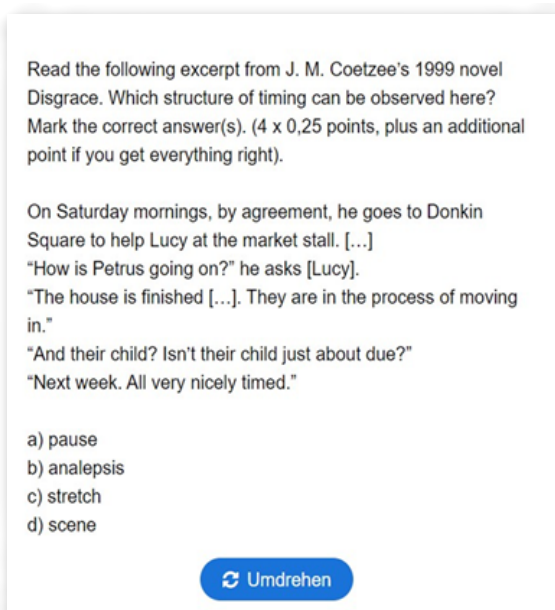 Read the following excerpt from J. M. Coetzee’s 1999 novel
Disgrace. Which structure of timing can be observed here?
Mark the correct answer(s). (4 x 0,25 points, plus an additional
point if you get everything right).
On Saturday mornings, by agreement, he goes to Donkin
Square to help Lucy at the market stall. […]
“How is Petrus going on?” he asks [Lucy].
“The house is finished […]. They are in the process of moving
in.”
“And their child? Isn’t their child just about due?”
“Next week. All very nicely timed.”
a) pause
b) analepsis
c) stretch
d) scene
Umdrehen